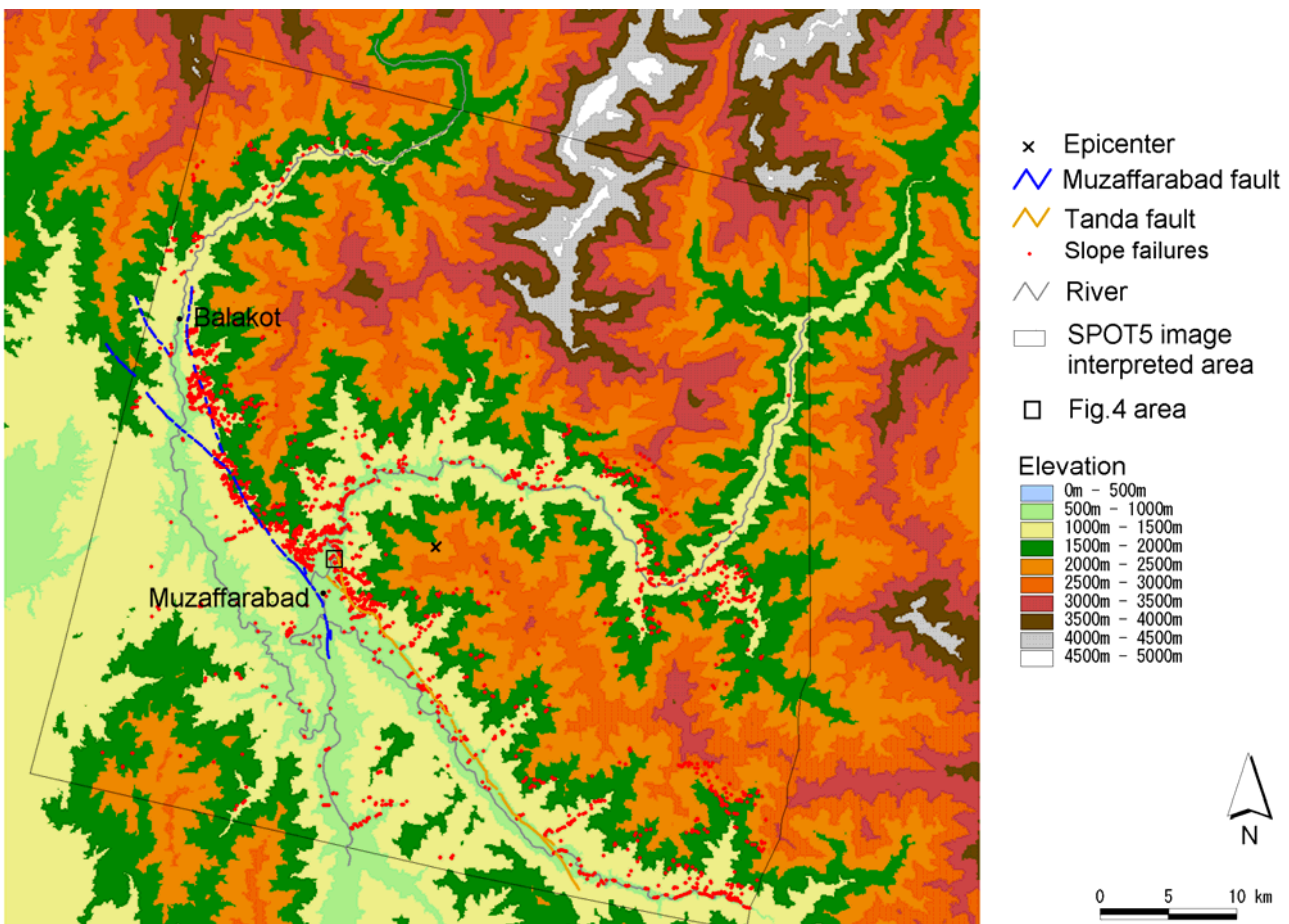 Balakot
Muzaffarabad
Epicenter
Muzaffarabad fault
Tanda fault
Slope failures
River
SPOT5 image
interpreted area
Fig.4 area
Elevation
0m - 500m
500m - 1000m
1000m - 1500m
1500m - 2000m
2000m - 2500m
2500m - 3000m
3000m - 3500m
3500m - 4000m
4000m - 4500m
4500m - 5000m
N
0 5 10 km